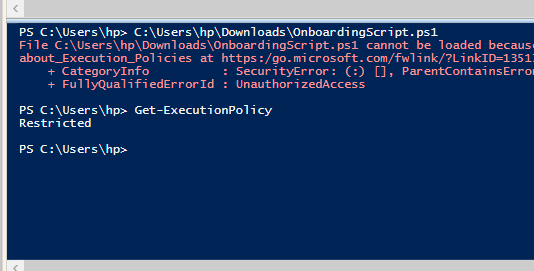 PS C:\Users\hp> C:\Users\hp\Downloads\OnboardingScript.ps1
File C:\Users\hp\Downloads\OnboardingScript.ps1 cannot be loaded because
about_Execution_Policies at https:/go.microsoft.com/fwlink/?LinkID=1351
+ CategoryInfo : SecurityError: (:) [], ParentContainsError
+ FullyQualifiedErrorId : UnauthorizedAccess
PS C:\Users\hp> Get-ExecutionPolicy
Restricted
PS C:\Users\hp>